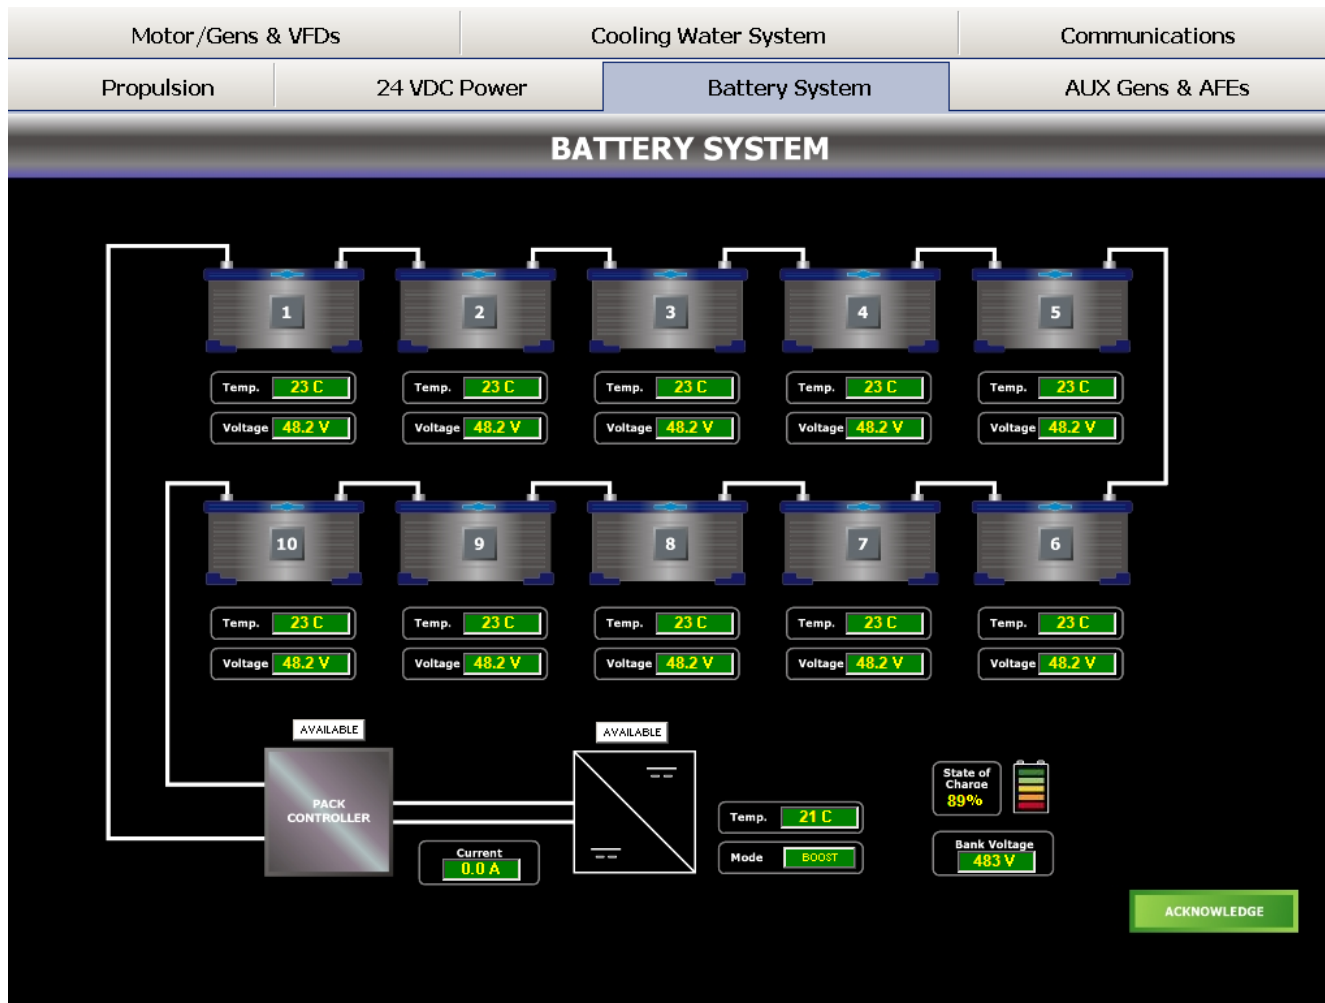 Motor/Gens & VFDs Cooling Water System Communications
Propulsion 24 VDC Power Battery System AUX Gens & AFEs
BATTERY SYSTEM
1 2 3 4 5
Temp. 23 C Temp. 23 C Temp. 23 C Temp. 23 C Temp. 23 C
Voltage 48.2 V Voltage 48.2 V Voltage 48.2 V Voltage 48.2 V Voltage 48.2 V
10 9 8 7 6
Temp. 23 C Temp. 23 C Temp. 23 C Temp. 23 C Temp. 23 C
Voltage 48.2 V Voltage 48.2 V Voltage 48.2 V Voltage 48.2 V Voltage 48.2 V
AVAILABLE AVAILABLE
PACK
CONTROLLER
Current
0.0 A
Temp. 21 C
Mode BOOST
State of
Charge
89%
Bank Voltage
483 V
ACKNOWLEDGE